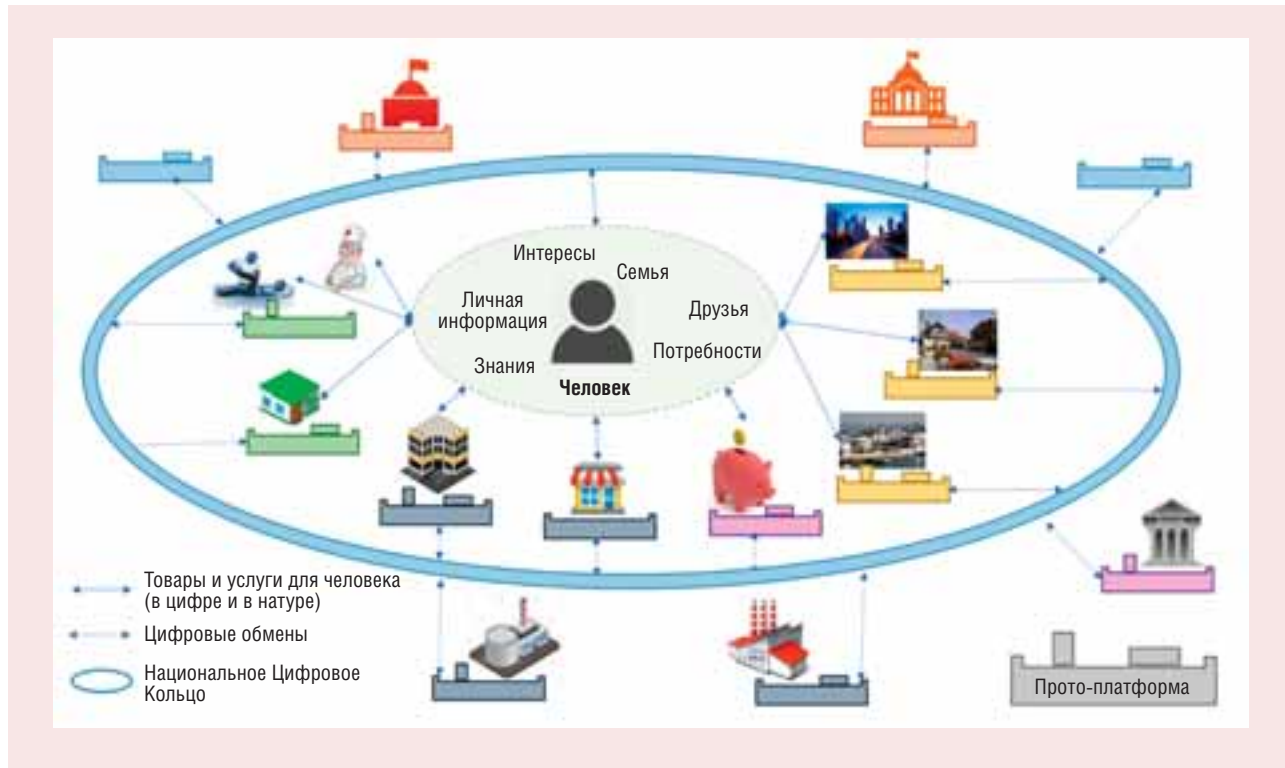 Интересы
Семья
Личная
информация
Друзья
Знания
Потребности
Человек
Товары и услуги для человека
(в цифре и в натуре)
Цифровые обмены
Национальное Цифровое
Кольцо
Прото-платформа